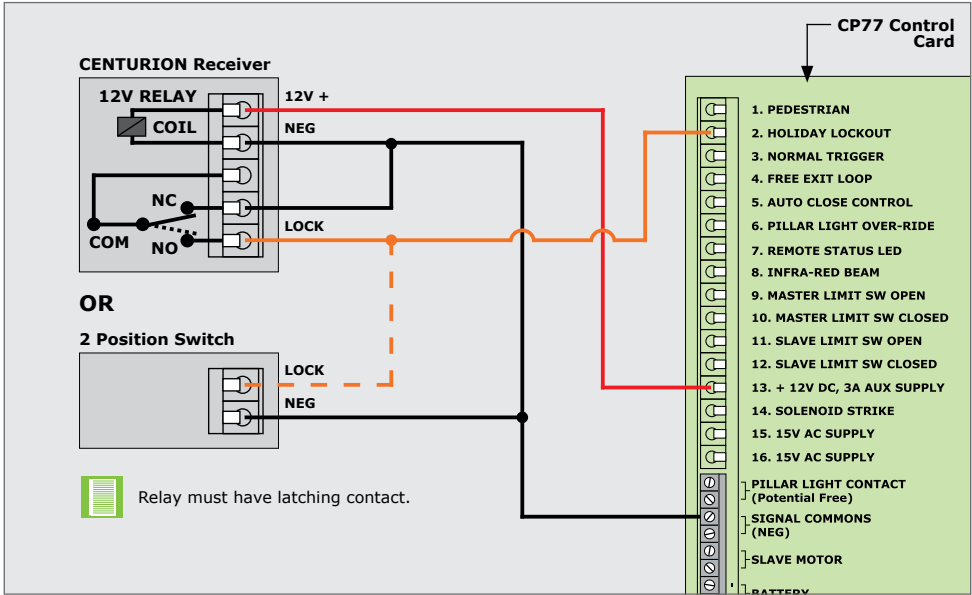 CP77 Control
Card
CENTURION Receiver
12V RELAY
12V +
COIL
NEG
NC
LOCK
COM
NO
OR
2 Position Switch
LOCK
NEG
Relay must have latching contact.
1. PEDESTRIAN
2. HOLIDAY LOCKOUT
3. NORMAL TRIGGER
4. FREE EXIT LOOP
5. AUTO CLOSE CONTROL
6. PILLAR LIGHT OVER-RIDE
7. REMOTE STATUS LED
8. INFRA-RED BEAM
9. MASTER LIMIT SW OPEN
10. MASTER LIMIT SW CLOSED
11. SLAVE LIMIT SW OPEN
12. SLAVE LIMIT SW CLOSED
13. + 12V DC, 3A AUX SUPPLY
14. SOLENOID STRIKE
15. 15V AC SUPPLY
16. 15V AC SUPPLY
PILLAR LIGHT CONTACT
(Potential Free)
SIGNAL COMMONS
(NEG)
SLAVE MOTOR
BATTERY